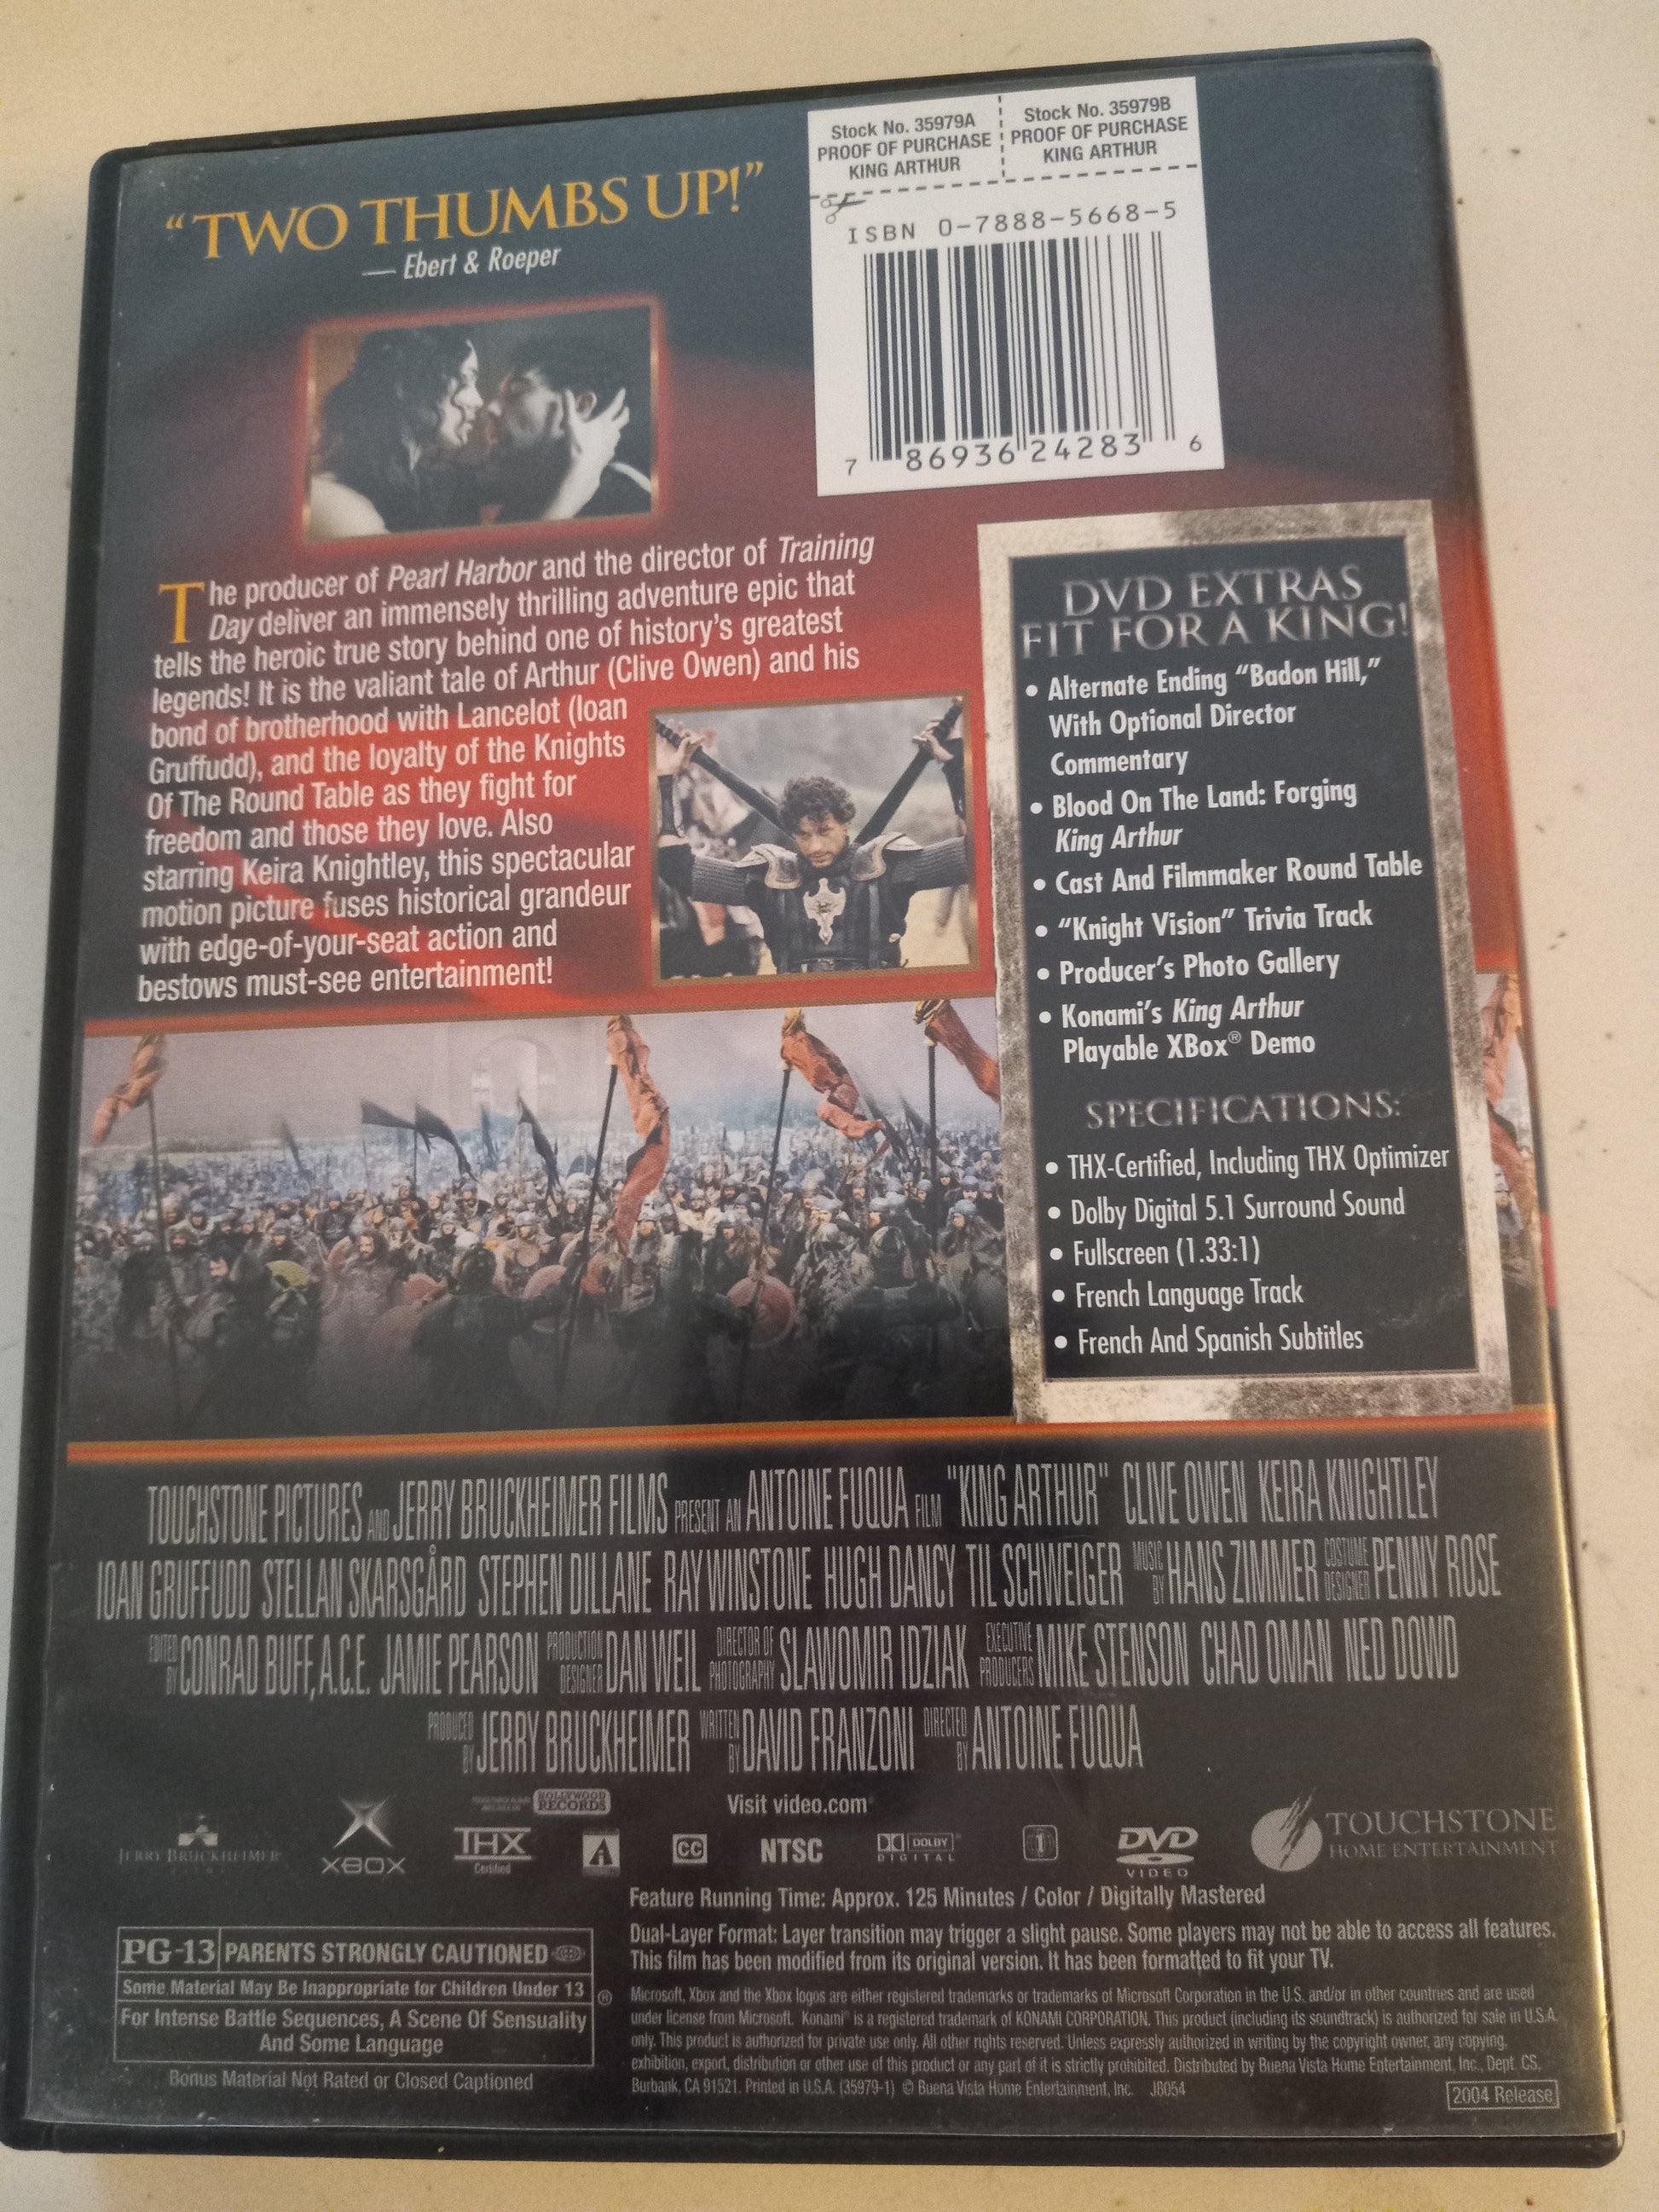 "TWO THUMBS UP!"
— Ebert & Roeper
Stock No. 35979A
PROOF OF PURCHASE
KING ARTHUR
Stock No. 35979B
PROOF OF PURCHASE
KING ARTHUR
ISBN 0-7888-5668-5
7 86936 24283 6
The producer of Pearl Harbor and the director of Training
Day deliver an immensely thrilling adventure epic that
tells the heroic true story behind one of history's greatest
legends! It is the valiant tale of Arthur (Clive Owen) and his
bond of brotherhood with Lancelot (Ioan
Gruffudd), and the loyalty of the Knights
Of The Round Table as they fight for
freedom and those they love. Also
starring Keira Knightley, this spectacular
motion picture fuses historical grandeur
with edge-of-your-seat action and
bestows must-see entertainment!
DVD EXTRAS
FIT FOR A KING!
• Alternate Ending "Badon Hill,"
With Optional Director
Commentary
• Blood On The Land: Forging
King Arthur
• Cast And Filmmaker Round Table
• "Knight Vision" Trivia Track
• Producer's Photo Gallery
• Konami's King Arthur
Playable XBox® Demo
SPECIFICATIONS:
• THX-Certified, Including THX Optimizer
• Dolby Digital 5.1 Surround Sound
• Fullscreen (1.33:1)
• French Language Track
• French And Spanish Subtitles
TOUCHSTONE PICTURES AND JERRY BRUCKHEIMER FILMS PRESENT AN ANTOINE FUQUA FILM "KING ARTHUR" CLIVE OWEN KEIRA KNIGHTLEY
IOAN GRUFFUDD STELLAN SKARSGÅRD STEPHEN DILLANE RAY WINSTONE HUGH DANCY TIL SCHWEIGER MUSIC BY HANS ZIMMER COSTUME DESIGNER PENNY ROSE
EDITED BY CONRAD BUFF, A.C.E. JAMIE PEARSON PRODUCTION DESIGNER DAN WEIL DIRECTOR OF PHOTOGRAPHY SLAWOMIR IDZIAK EXECUTIVE PRODUCERS MIKE STENSON CHAD OMAN NED DOWD
PRODUCED BY JERRY BRUCKHEIMER WRITTEN BY DAVID FRANZONI DIRECTED BY ANTOINE FUQUA
HOLLYWOOD RECORDS
Visit video.com
JERRY BRUCKHEIMER
XBOX
THX
Certified
CC
NTSC
DOLBY
DIGITAL
1
DVD
VIDEO
TOUCHSTONE
HOME ENTERTAINMENT
Feature Running Time: Approx. 125 Minutes / Color / Digitally Mastered
Dual-Layer Format: Layer transition may trigger a slight pause. Some players may not be able to access all features.
This film has been modified from its original version. It has been formatted to fit your TV.
PG-13 PARENTS STRONGLY CAUTIONED
Some Material May Be Inappropriate for Children Under 13 ®
For Intense Battle Sequences, A Scene Of Sensuality
And Some Language
Bonus Material Not Rated or Closed Captioned
Microsoft, Xbox and the Xbox logos are either registered trademarks or trademarks of Microsoft Corporation in the U.S. and/or in other countries and are used
under license from Microsoft. Konami® is a registered trademark of KONAMI CORPORATION. This product (including its soundtrack) is authorized for sale in U.S.A.
only. This product is authorized for private use only. All other rights reserved. Unless expressly authorized in writing by the copyright owner, any copying,
exhibition, export, distribution or other use of this product or any part of it is strictly prohibited. Distributed by Buena Vista Home Entertainment, Inc., Dept. CS,
Burbank, CA 91521. Printed in U.S.A. (35979-1) © Buena Vista Home Entertainment, Inc. J8054
2004 Release